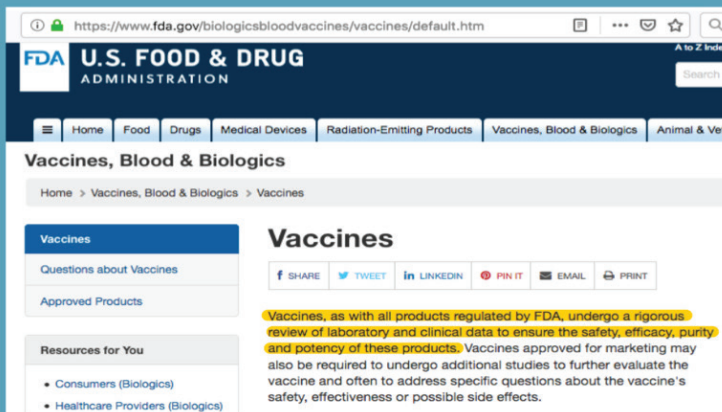 https://www.fda.gov/biologicsbloodvaccines/vaccines/default.htm
A to Z Inde
FDA U.S. FOOD & DRUG
ADMINISTRATION
Search
Home Food Drugs Medical Devices Radiation-Emitting Products Vaccines, Blood & Biologics Animal & Ve
Vaccines, Blood & Biologics
Home > Vaccines, Blood & Biologics > Vaccines
Vaccines
Questions about Vaccines
Approved Products
Resources for You
• Consumers (Biologics)
• Healthcare Providers (Biologics)
Vaccines
f SHARE TWEET in LINKEDIN PIN IT EMAIL PRINT
Vaccines, as with all products regulated by FDA, undergo a rigorous
review of laboratory and clinical data to ensure the safety, efficacy, purity
and potency of these products. Vaccines approved for marketing may
also be required to undergo additional studies to further evaluate the
vaccine and often to address specific questions about the vaccine's
safety, effectiveness or possible side effects.